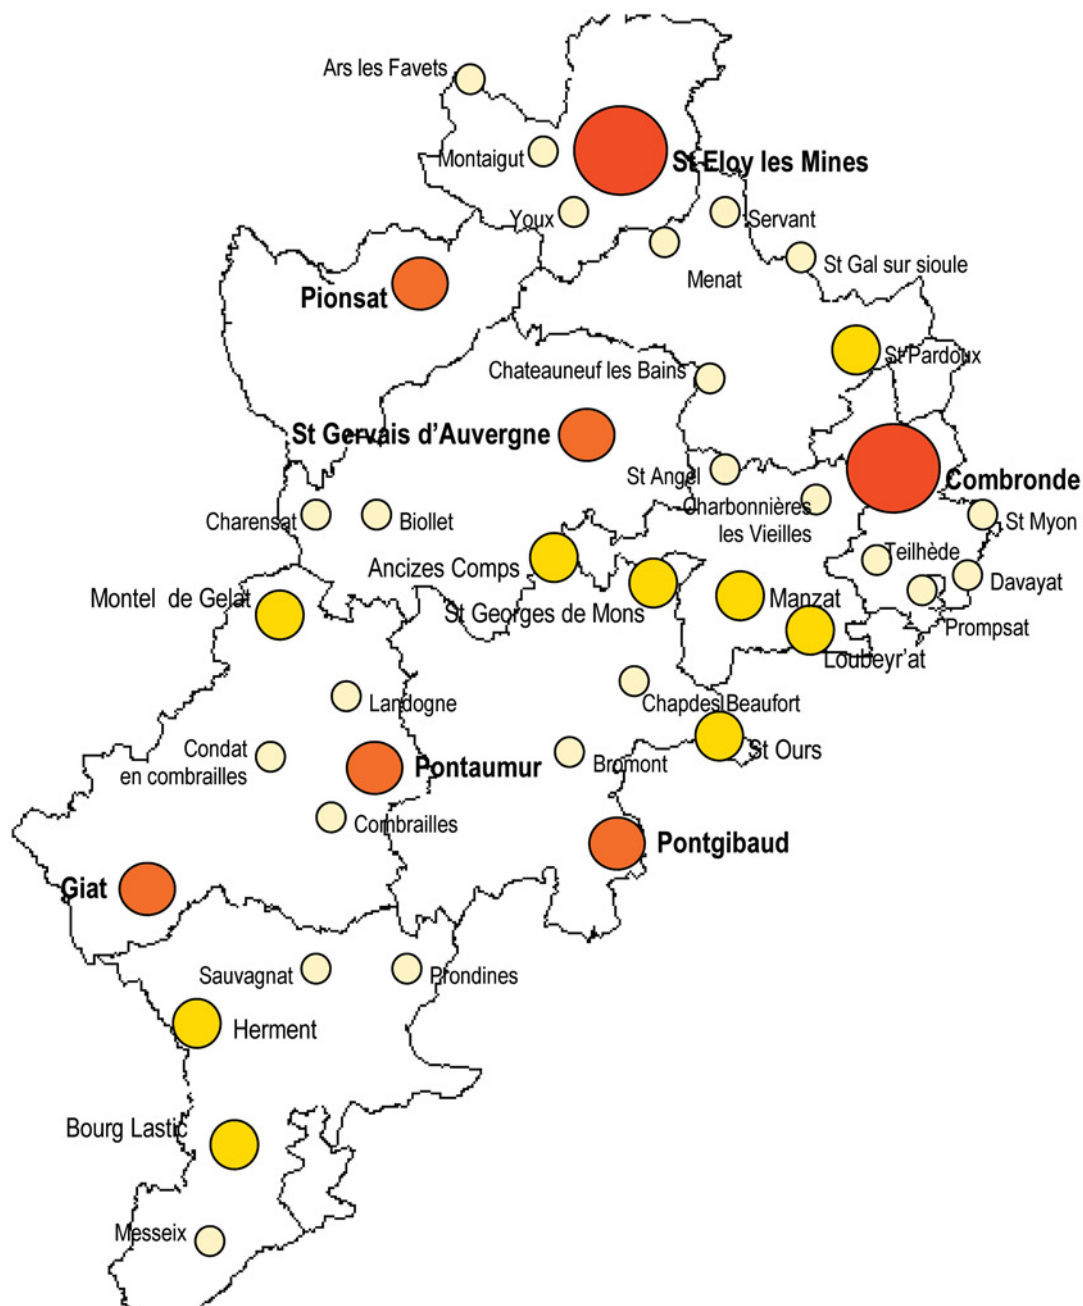 Ars les Favets
Montaigut
St Eloy les Mines
Youx
Servant
Menat
St Gal sur sioule
Pionsat
St Pardoux
Chateauneuf les Bains
St Gervais d'Auvergne
St Angel
Combronde
Charbonnières
les Vieilles
Charensat
Biollet
St Myon
Teilhède
Ancizes Comps
Davayat
Montel de Gelat
St Georges de Mons
Manzat
Prompsat
Loubeyr'at
Landogne
Chapdes Beaufort
Condat
en combrailles
Pontaumur
Bromont
St Ours
Combrailles
Pontgibaud
Giat
Sauvagnat
Prondines
Herment
Bourg Lastic
Messeix